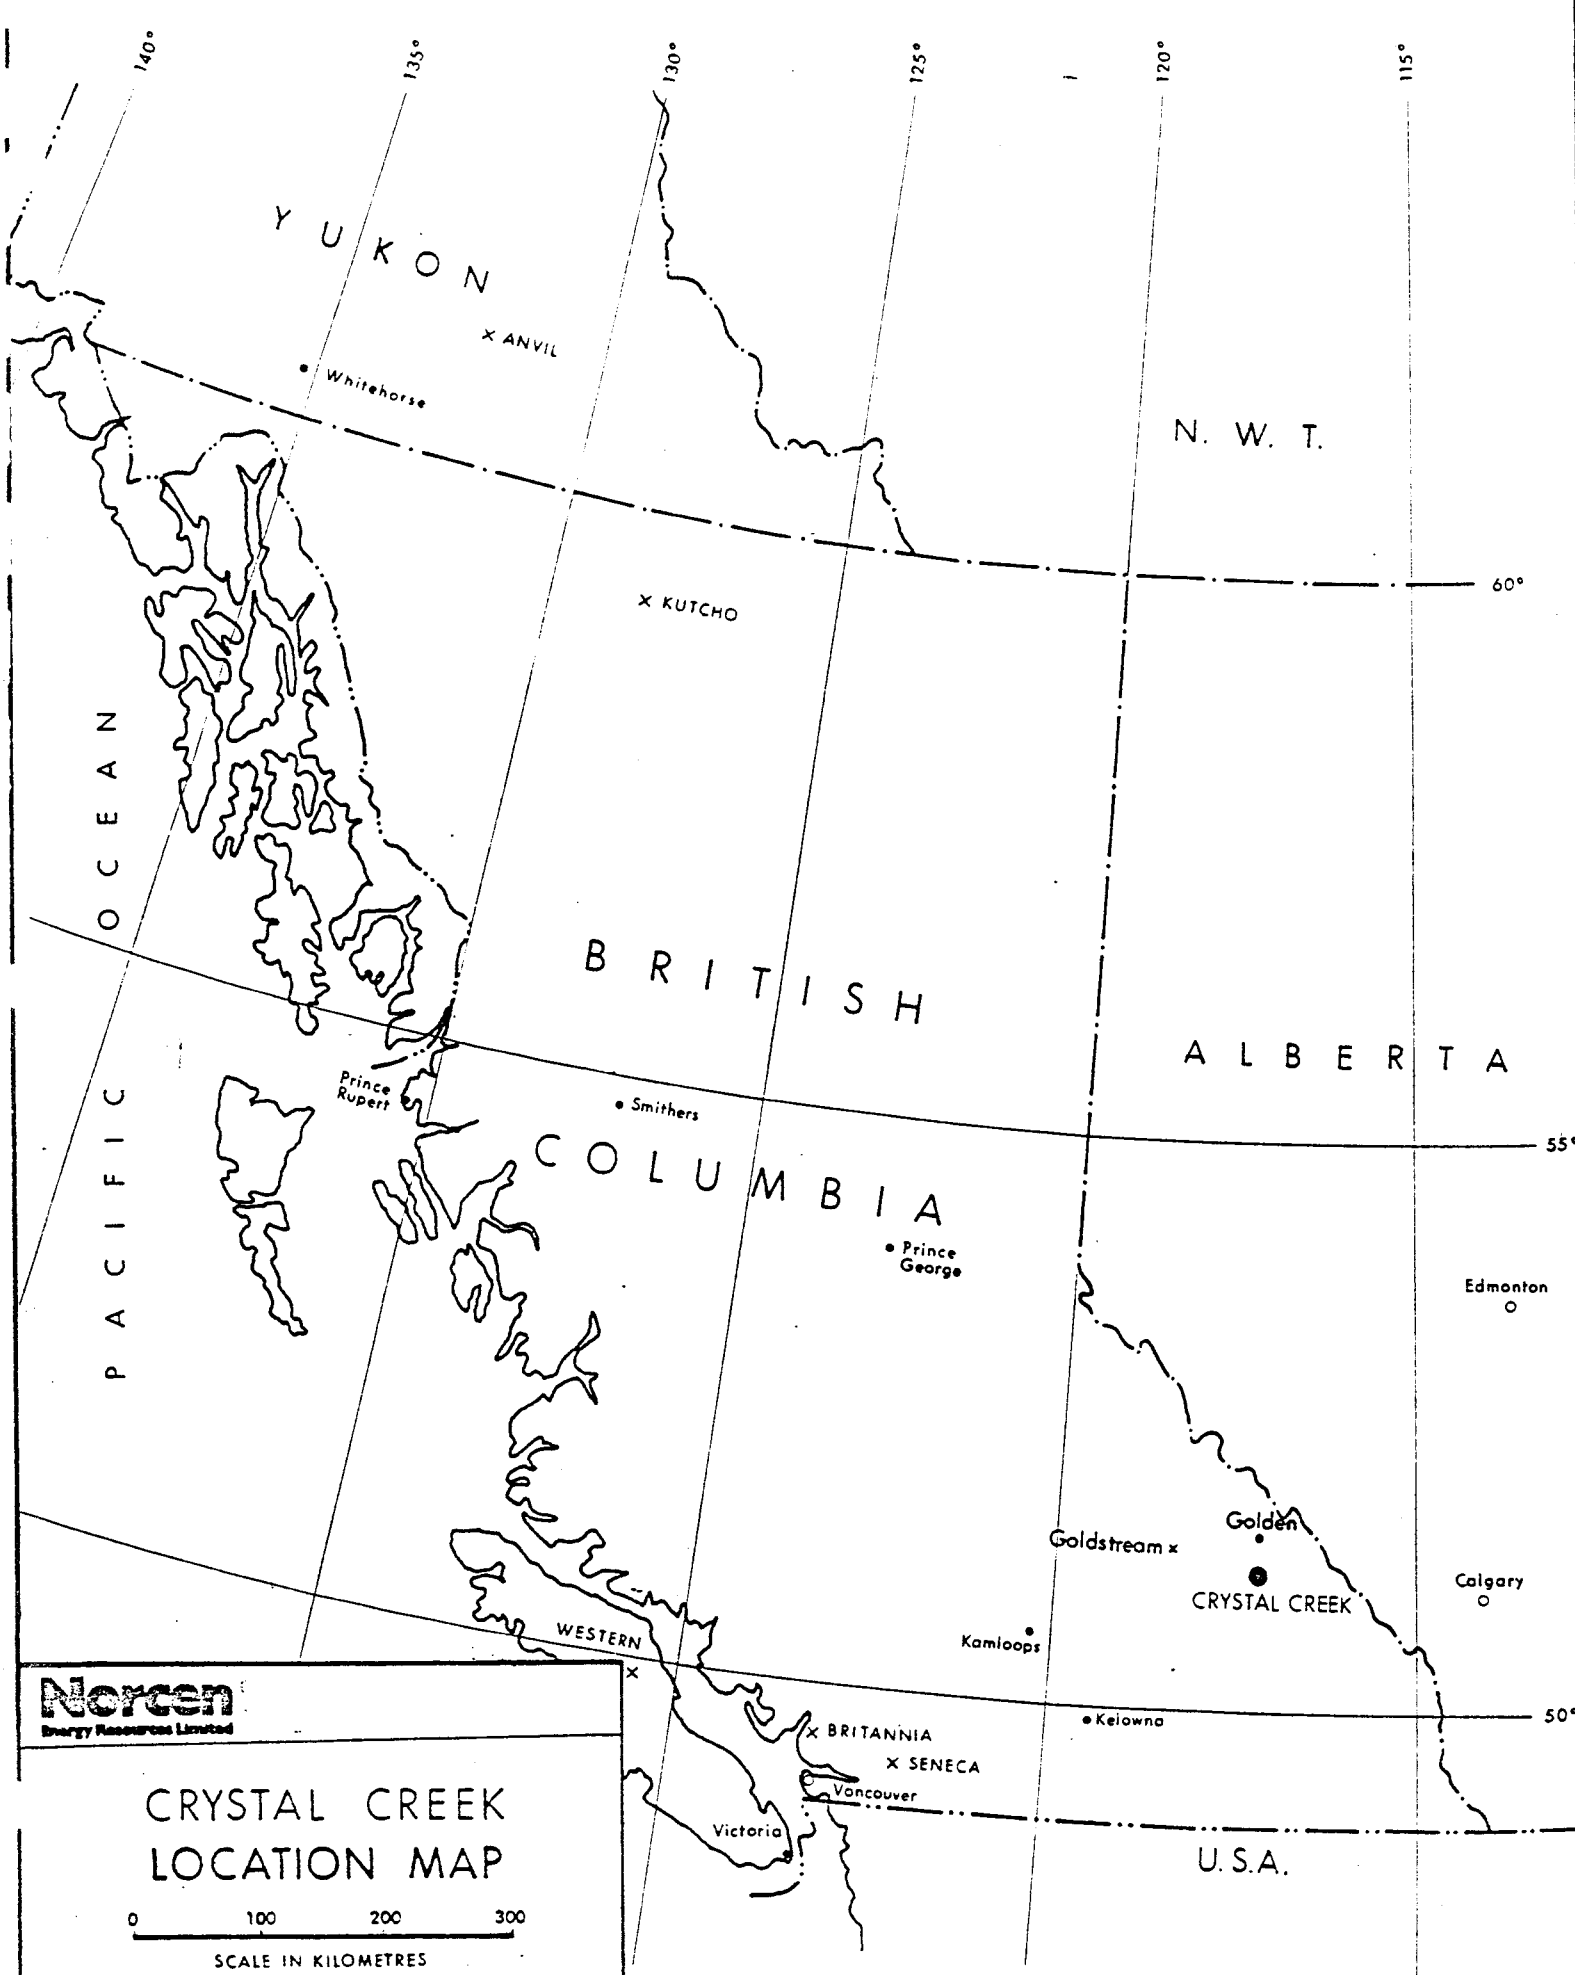 140°
135°
130°
125°
120°
115°
YUKON
x ANVIL
Whitehorse
N. W. T.
60°
x KUTCHO
PACIFIC OCEAN
BRITISH
ALBERTA
Prince
Rupert
Smithers
55°
COLUMBIA
Prince
George
Edmonton
Golden
Goldstream x
CRYSTAL CREEK
Calgary
Kamloops
WESTERN
x
50°
Kelowna
x BRITANNIA
x SENECA
Vancouver
Victoria
U.S.A.
Norcen
Energy Resources Limited
CRYSTAL CREEK
LOCATION MAP
0 100 200 300
SCALE IN KILOMETRES